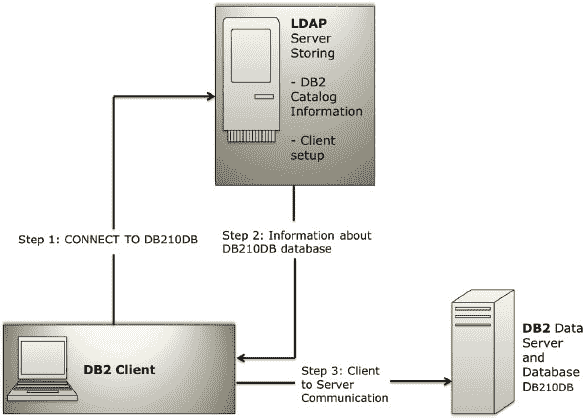 LDAP
Server
Storing
- DB2
Catalog
Information
- Client
setup
Step 1: CONNECT TO DB210DB
Step 2: Information about
DB210DB database
DB2 Client
Step 3: Client
to Server
Communication
DB2 Data
Server
and
Database
DB210DB